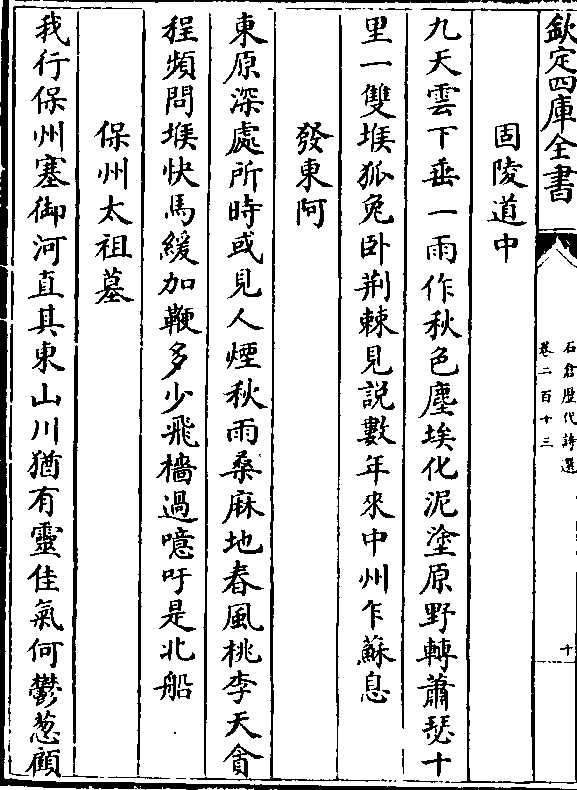 欽定四庫全書
石倉歷代詩選
卷二百十三
十
固陵道中
九天雲下垂一雨作秋色塵埃化泥塗原野轉蕭瑟十
里一雙堠狐兔卧荆棘見説數年來中州乍蘇息
發東阿
東原深處所時或見人煙秋雨桑麻地春風桃李天貪
程頻問堠快馬緩加鞭多少飛檣過噫吁是北船
保州太祖墓
我行保州塞御河直其東山川猶有靈佳氣何鬱葱顧